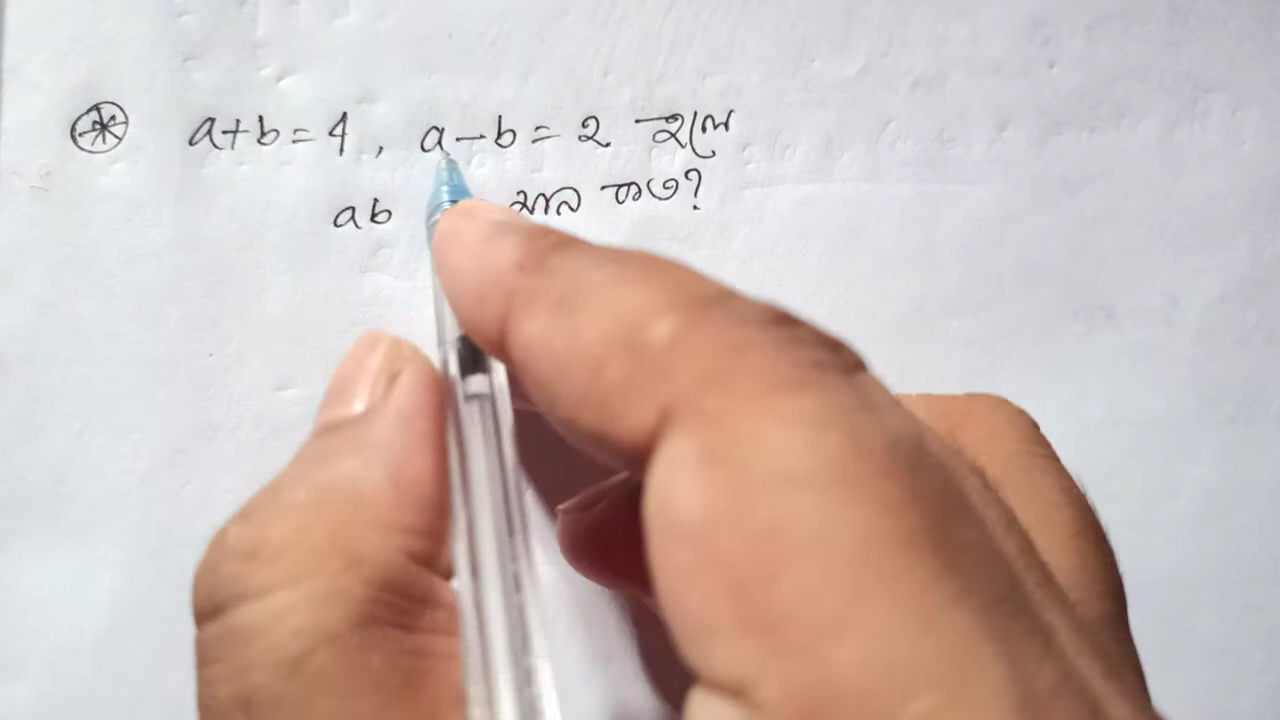 a+b=4, a-b=2 হলে
ab মান কত?